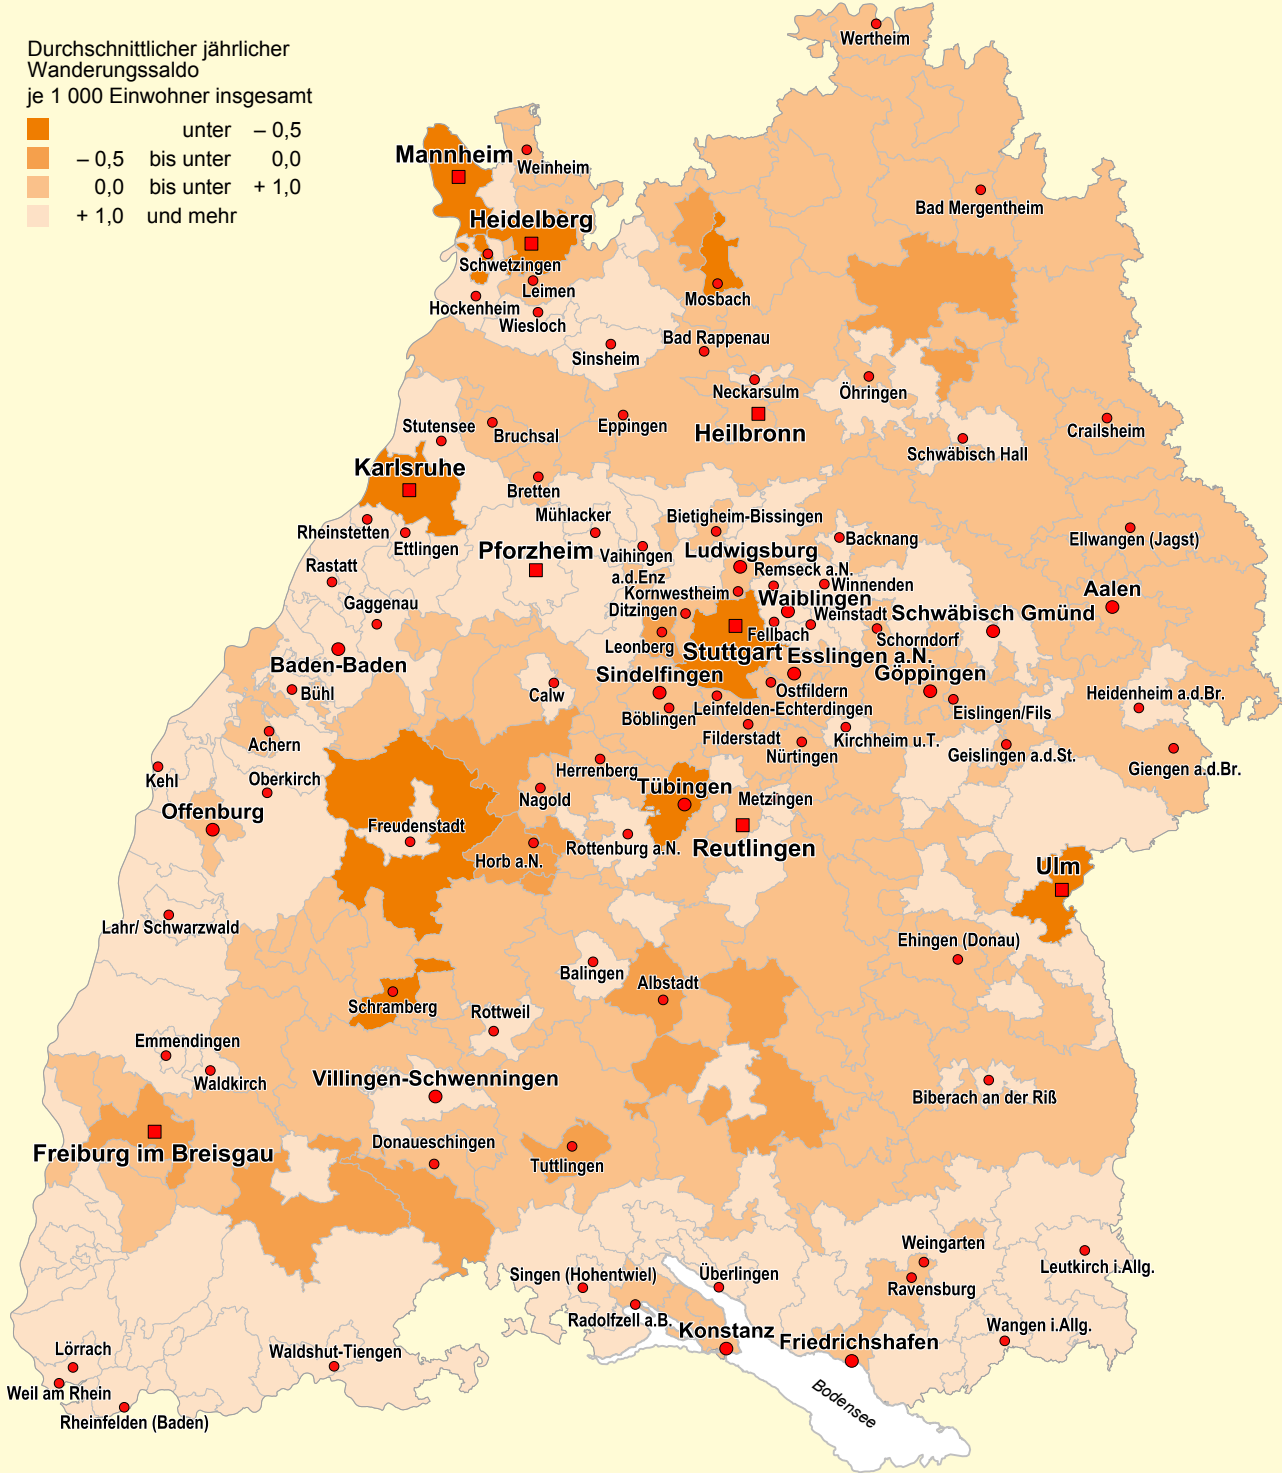 Durchschnittlicher jährlicher
Wanderungssaldo
je 1 000 Einwohner insgesamt
unter – 0,5
– 0,5 bis unter 0,0
0,0 bis unter + 1,0
+ 1,0 und mehr
Wertheim
Mannheim
Weinheim
Bad Mergentheim
Heidelberg
Schwetzingen
Leimen
Mosbach
Hockenheim
Wiesloch
Sinsheim
Bad Rappenau
Neckarsulm
Öhringen
Stutensee
Bruchsal
Eppingen
Heilbronn
Crailsheim
Schwäbisch Hall
Karlsruhe
Bretten
Mühlacker
Bietigheim-Bissingen
Rheinstetten
Ettlingen
Backnang
Ellwangen (Jagst)
Pforzheim
Vaihingen
a.d.Enz
Ludwigsburg
Rastatt
Remseck a.N.
Winnenden
Kornwestheim
Aalen
Gaggenau
Ditzingen
Waiblingen
Weinstadt
Schwäbisch Gmünd
Fellbach
Schorndorf
Leonberg
Stuttgart
Esslingen a.N.
Baden-Baden
Sindelfingen
Göppingen
Bühl
Calw
Ostfildern
Heidenheim a.d.Br.
Böblingen
Leinfelden-Echterdingen
Eislingen/Fils
Achern
Filderstadt
Kirchheim u.T.
Nürtingen
Geislingen a.d.St.
Giengen a.d.Br.
Kehl
Oberkirch
Herrenberg
Tübingen
Nagold
Metzingen
Offenburg
Freudenstadt
Horb a.N.
Rottenburg a.N.
Reutlingen
Ulm
Lahr/ Schwarzwald
Ehingen (Donau)
Balingen
Albstadt
Schramberg
Rottweil
Emmendingen
Waldkirch
Villingen-Schwenningen
Biberach an der Riß
Freiburg im Breisgau
Donaueschingen
Tuttlingen
Weingarten
Leutkirch i.Allg.
Singen (Hohentwiel)
Überlingen
Ravensburg
Radolfzell a.B.
Konstanz
Friedrichshafen
Wangen i.Allg.
Lörrach
Waldshut-Tiengen
Weil am Rhein
Rheinfelden (Baden)
Bodensee